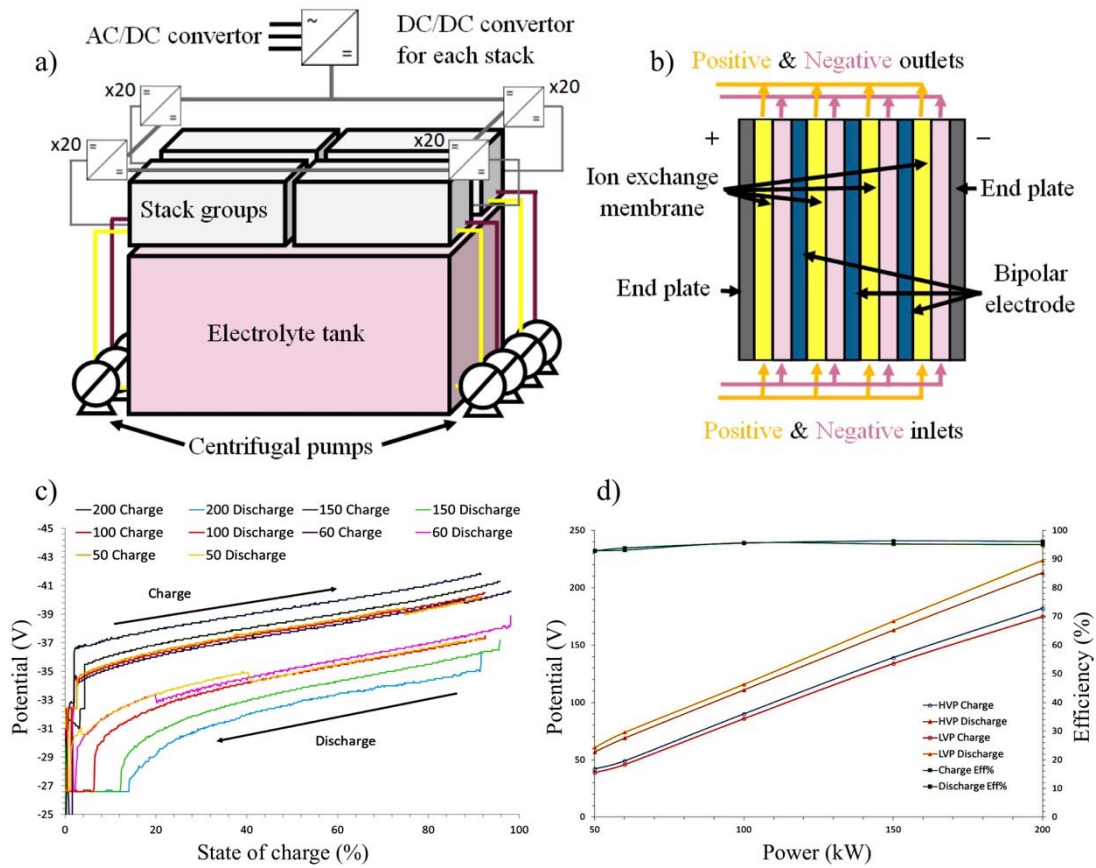 AC/DC convertor
DC/DC convertor
for each stack
a)
~
=
x20
x20
x20
x20
=
=
=
=
=
=
=
=
Stack groups
Electrolyte tank
Centrifugal pumps
b)
Positive & Negative outlets
+
−
Ion exchange
membrane
End plate
End plate
Bipolar
electrode
Positive & Negative inlets
c)
200 Charge
200 Discharge
150 Charge
150 Discharge
100 Charge
100 Discharge
60 Charge
60 Discharge
50 Charge
50 Discharge
-45
-43
-41
-39
-37
-35
-33
-31
-29
-27
-25
Potential (V)
Charge
Discharge
0
20
40
60
80
100
State of charge (%)
d)
250
200
150
100
50
0
Potential (V)
100
90
80
70
60
50
40
30
20
10
0
Efficiency (%)
HVP Charge
HVP Discharge
LVP Charge
LVP Discharge
Charge Eff%
Discharge Eff%
50
100
150
200
Power (kW)